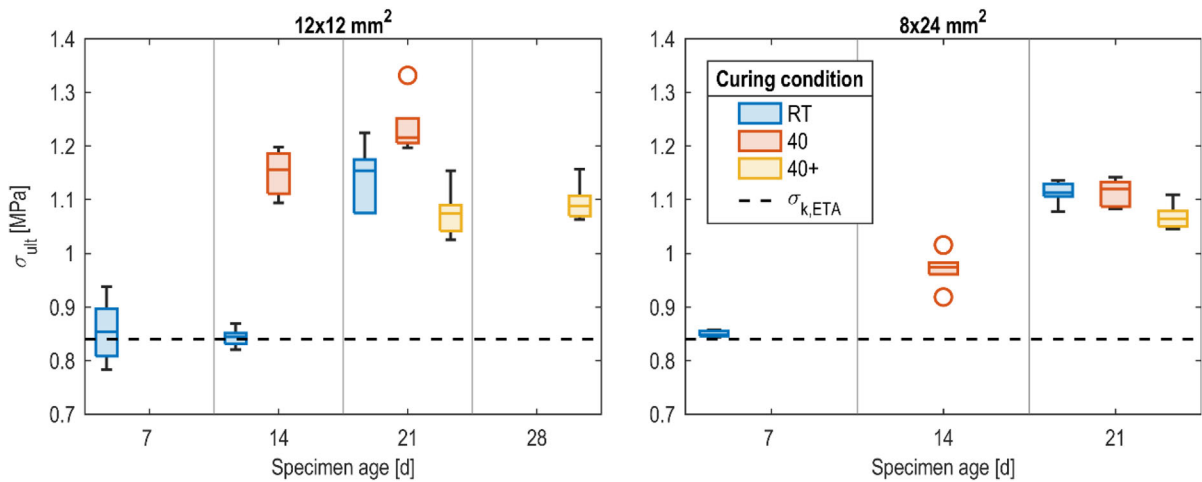 12x12 mm²
1.4
1.3
1.2
1.1
1
0.9
0.8
0.7
σult [MPa]
7 14 21 28
Specimen age [d]
8x24 mm²
1.4
1.3
1.2
1.1
1
0.9
0.8
0.7
Curing condition
RT
40
40+
σk,ETA
7 14 21
Specimen age [d]